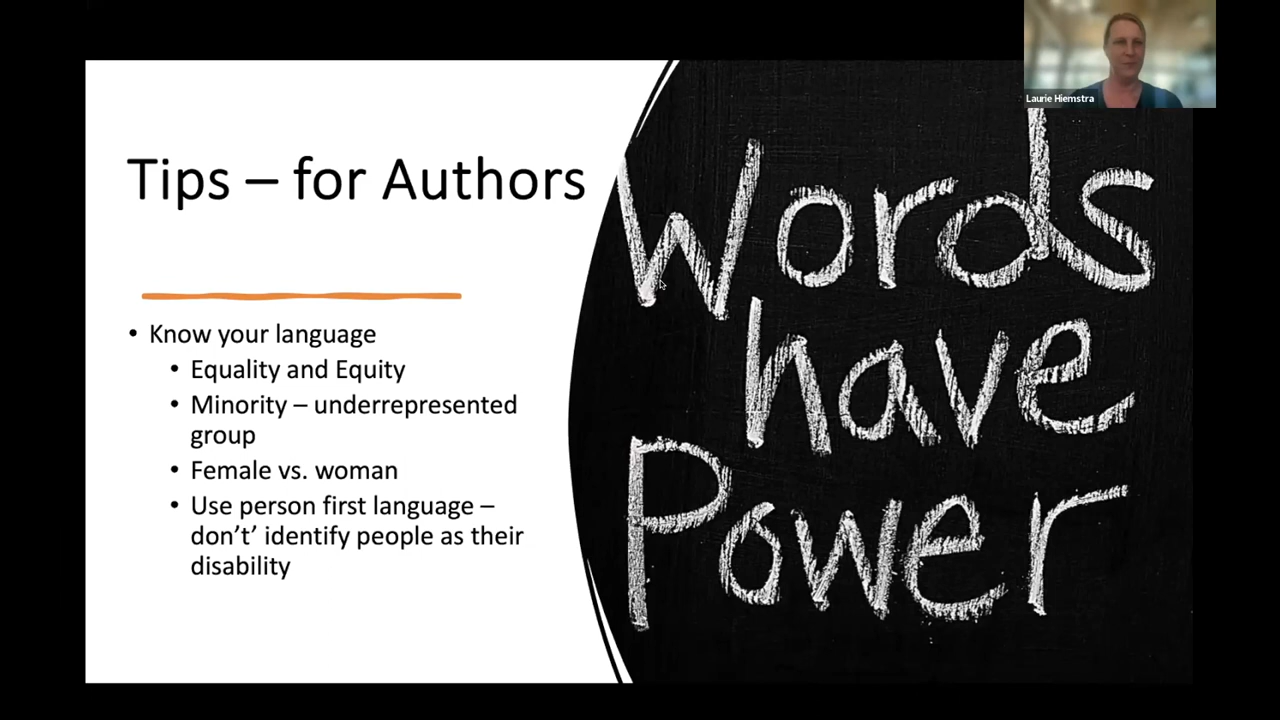 Laurie Hiemstra
Tips – for Authors
• Know your language
• Equality and Equity
• Minority – underrepresented
group
• Female vs. woman
• Use person first language –
don’t’ identify people as their
disability
Words
have
Power